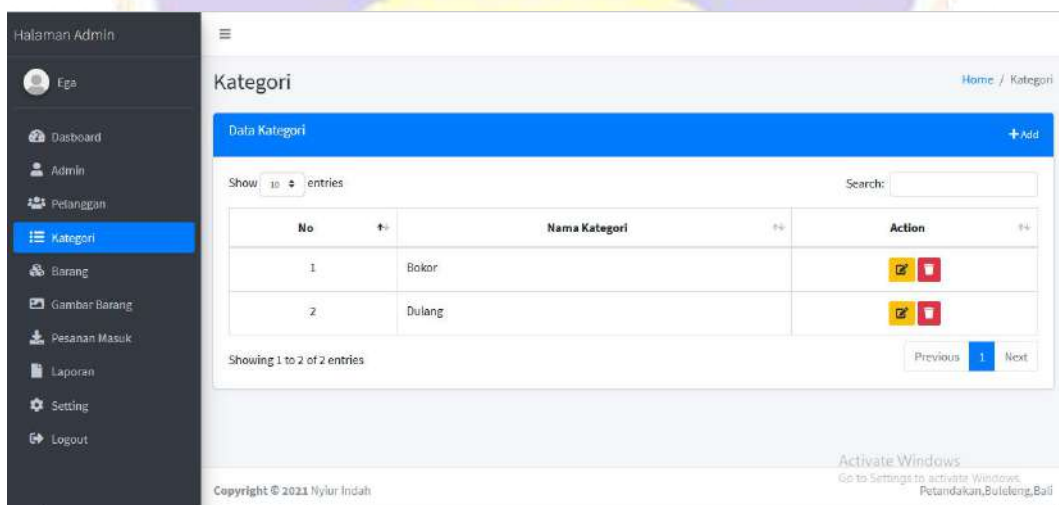 Halaman Admin
Ega
Dasboard
Admin
Pelanggan
Kategori
Barang
Gambar Barang
Pesanan Masuk
Laporan
Setting
Logout
Kategori
Home / Kategori
Data Kategori
+ Add
Show 10 entries
Search:
No Nama Kategori Action
1 Bokor
2 Dulang
Showing 1 to 2 of 2 entries
Previous 1 Next
Activate Windows
Go to Settings to activate Windows.
Copyright © 2021 Nyiur Indah
Petandakan,Buleleng,Bali